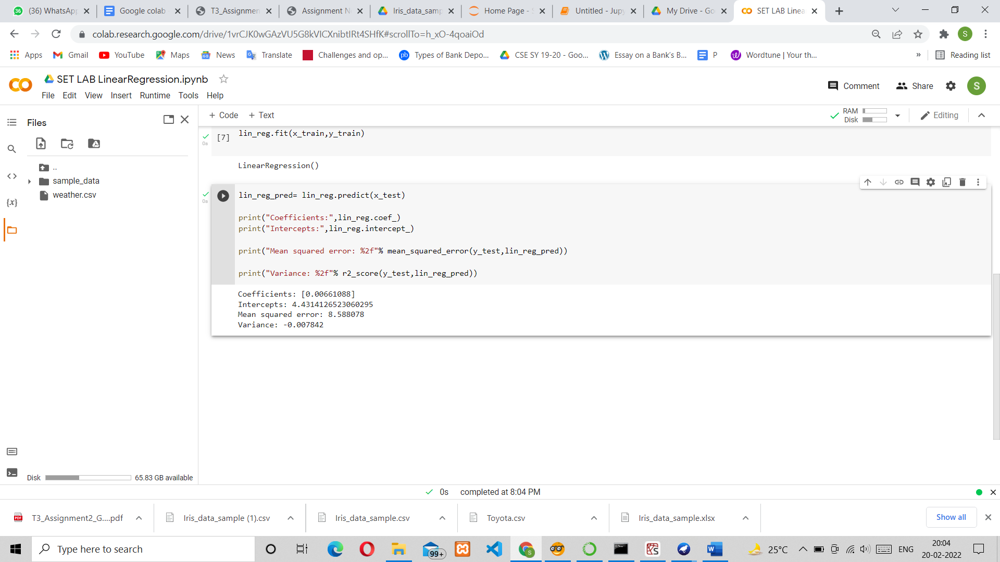 (36) WhatsApp
Google colab
T3_Assignmen
Assignment N
Iris_data_samp
Home Page - S
Untitled - Jupy
My Drive - Goo
SET LAB Linea
colab.research.google.com/drive/1vrCJK0wGAzVU5G8kVICXnibtIRt4SHfK#scrollTo=h_xO-4qoaiOd
S
Apps
Gmail
YouTube
Maps
News
Translate
Challenges and op...
pb
Types of Bank Depo...
CSE SY 19-20 - Goo...
Essay on a Bank's B...
P
Wordtune | Your th...
»
Reading list
SET LAB LinearRegression.ipynb
File Edit View Insert Runtime Tools Help
Comment
Share
S
Files
+ Code + Text
RAM
Disk
Editing
..
sample_data
weather.csv
{x}
0s
[7]
lin_reg.fit(x_train,y_train)
LinearRegression()
0s
lin_reg_pred= lin_reg.predict(x_test)
print("Coefficients:",lin_reg.coef_)
print("Intercepts:",lin_reg.intercept_)
print("Mean squared error: %2f"% mean_squared_error(y_test,lin_reg_pred))
print("Variance: %2f"% r2_score(y_test,lin_reg_pred))
Coefficients: [0.00661088]
Intercepts: 4.4314126523060295
Mean squared error: 8.588078
Variance: -0.007842
Disk
65.83 GB available
0s completed at 8:04 PM
PDF
T3_Assignment2_G....pdf
Iris_data_sample (1).csv
Iris_data_sample.csv
Toyota.csv
Iris_data_sample.xlsx
Show all
Type here to search
99+
25°C
ENG
20:04
20-02-2022